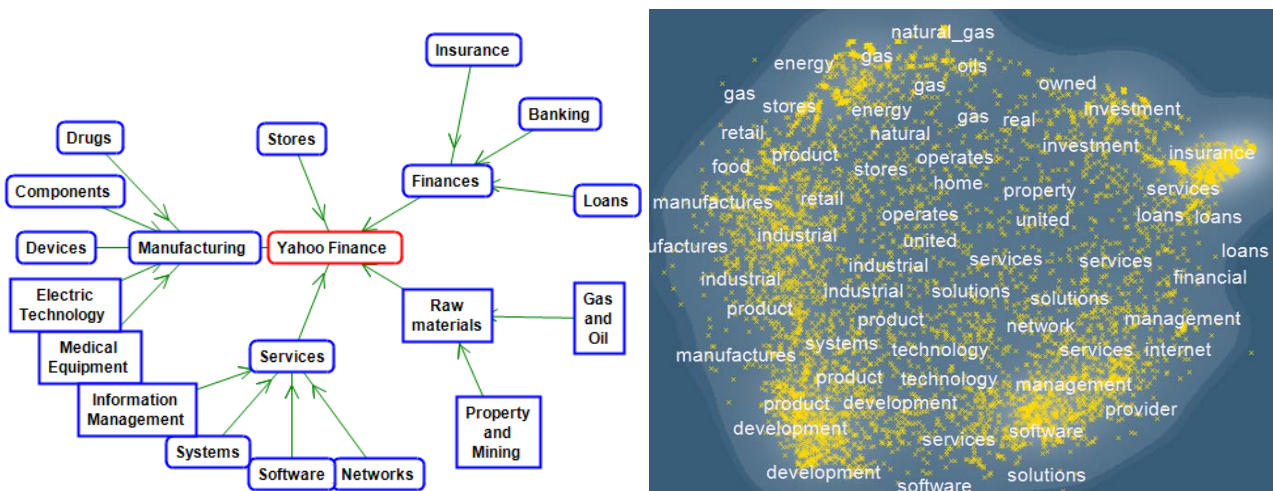 Insurance
Banking
Drugs
Stores
Finances
Components
Loans
Devices
Manufacturing
Yahoo Finance
Electric
Technology
Raw
materials
Gas
and
Oil
Medical
Equipment
Services
Information
Management
Property
and
Mining
Systems
Software
Networks
natural_gas
energy
gas
oils
gas
gas
owned
stores
energy
investment
retail
natural
gas
real
product
operates
investment
insurance
food
stores
home
property
services
manufactures
retail
operates
united
loans
loans
ufactures
industrial
united
services
services
loans
industrial
industrial
financial
industrial
solutions
solutions
product
product
network
management
manufactures
systems
technology
services
internet
product
technology
management
product
development
provider
development
services
software
development
software
solutions